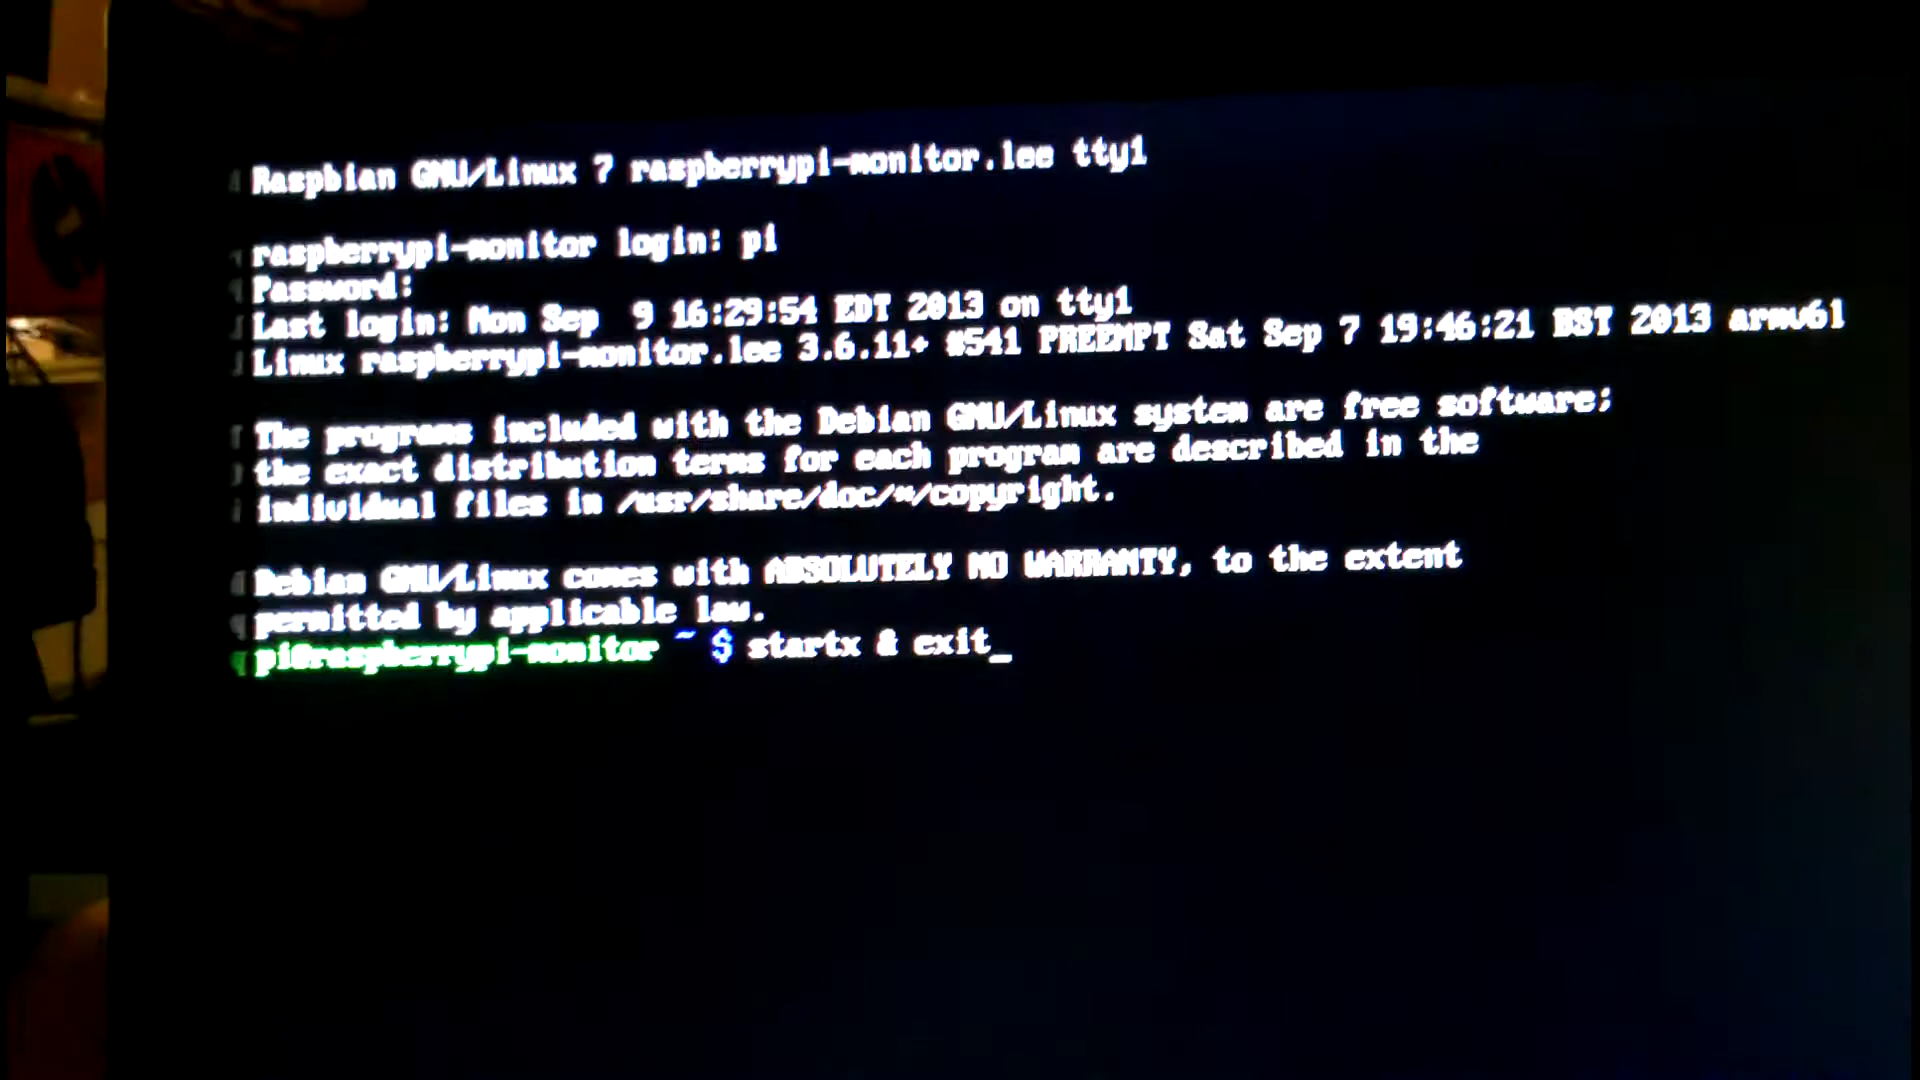 Raspbian GNU/Linux 7 raspberrypi-monitor.lee tty1
raspberrypi-monitor login: pi
Password:
Last login: Mon Sep  9 16:29:54 EDT 2013 on tty1
Linux raspberrypi-monitor.lee 3.6.11+ #541 PREEMPT Sat Sep 7 19:46:21 BST 2013 armv6l
The programs included with the Debian GNU/Linux system are free software;
the exact distribution terms for each program are described in the
individual files in /usr/share/doc/*/copyright.
Debian GNU/Linux comes with ABSOLUTELY NO WARRANTY, to the extent
permitted by applicable law.
pi@raspberrypi-monitor ~ $ startx & exit_